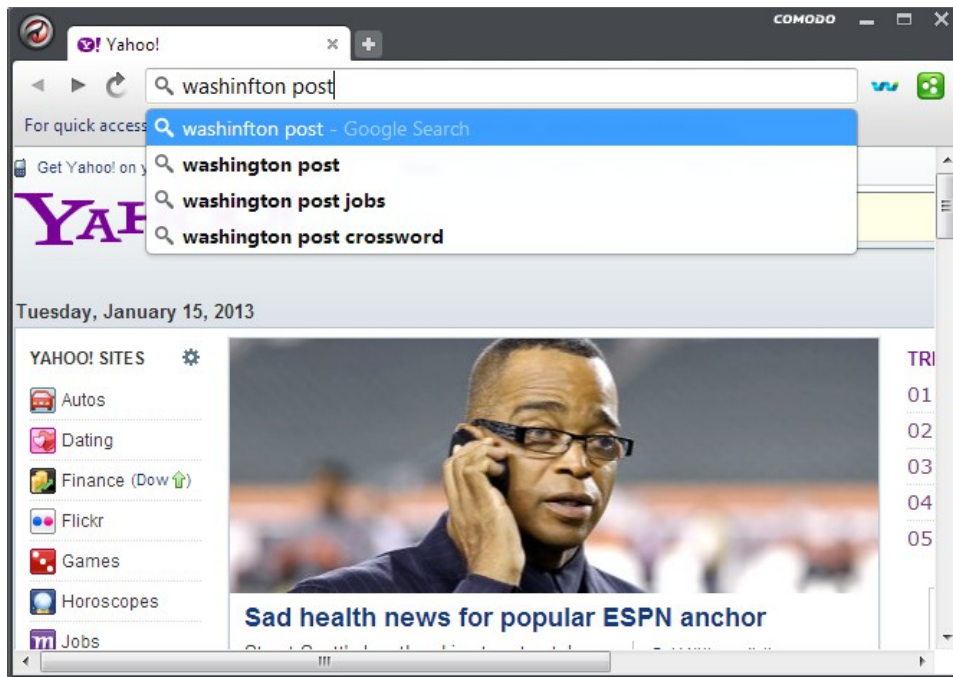 COMODO
Yahoo!
washinfton post
For quick access
washinfton post - Google Search
washington post
washington post jobs
washington post crossword
Get Yahoo! on y
YAH
Tuesday, January 15, 2013
YAHOO! SITES
Autos
Dating
Finance (Dow)
Flickr
Games
Horoscopes
Jobs
Sad health news for popular ESPN anchor
TRE
01
02
03
04
05